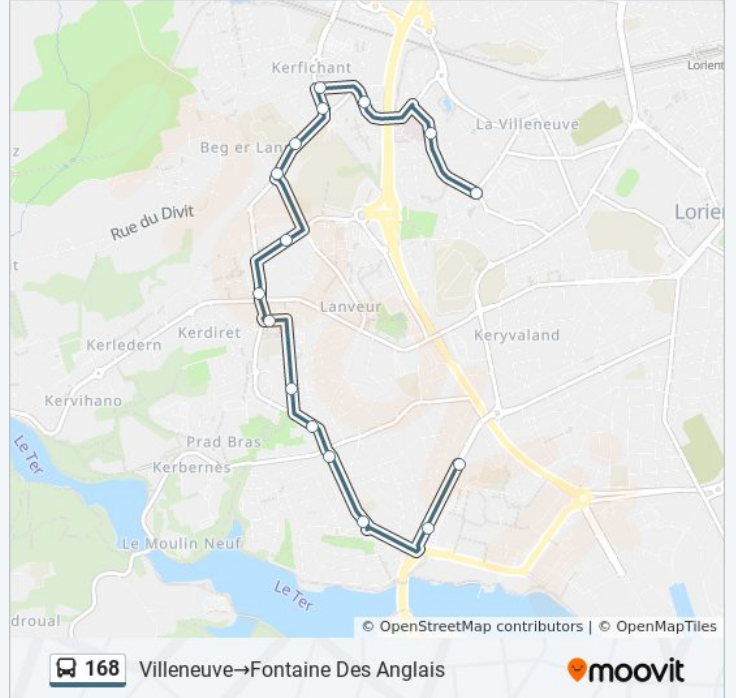 Kerfichant
Lorient
La Villeneuve
Beg er Lan
z
Rue du Divit
Lorie
t
Lanveur
Kerdiret
Keryvaland
Kerledern
Kervihano
Le Ter
Prad Bras
Kerbernès
Le Moulin Neuf
Le Ter
droual
© OpenStreetMap contributors | © OpenMapTiles
168 Villeneuve→Fontaine Des Anglais
moovit